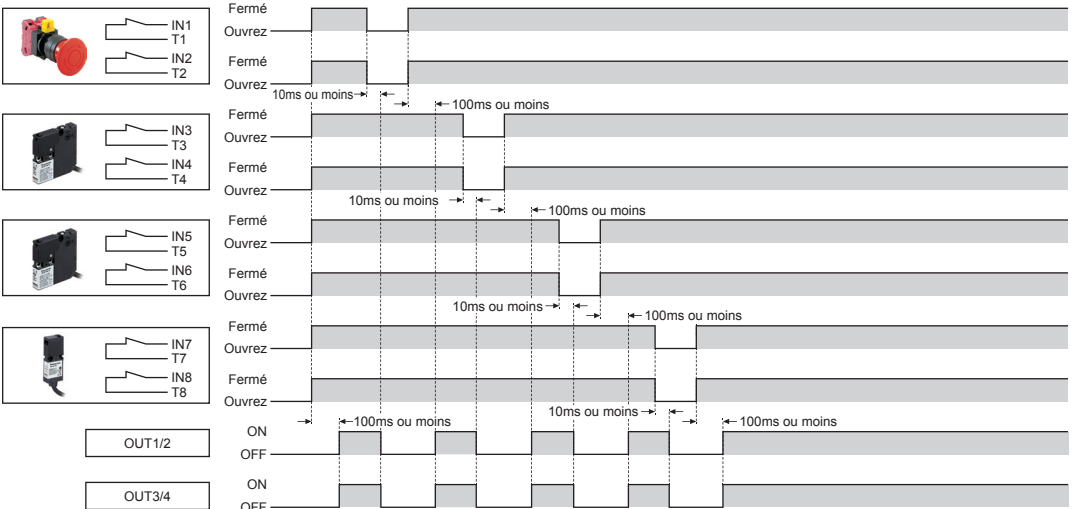 Fermé
IN1
Ouvrez
T1
Fermé
IN2
T2
Ouvrez
10ms ou moins
100ms ou moins
Fermé
IN3
Ouvrez
T3
Fermé
IN4
T4
Ouvrez
10ms ou moins
100ms ou moins
Fermé
IN5
Ouvrez
T5
Fermé
IN6
T6
Ouvrez
10ms ou moins
100ms ou moins
Fermé
IN7
Ouvrez
T7
Fermé
IN8
T8
Ouvrez
10ms ou moins
100ms ou moins
100ms ou moins
ON
OUT1/2
OFF
ON
OUT3/4
OFF